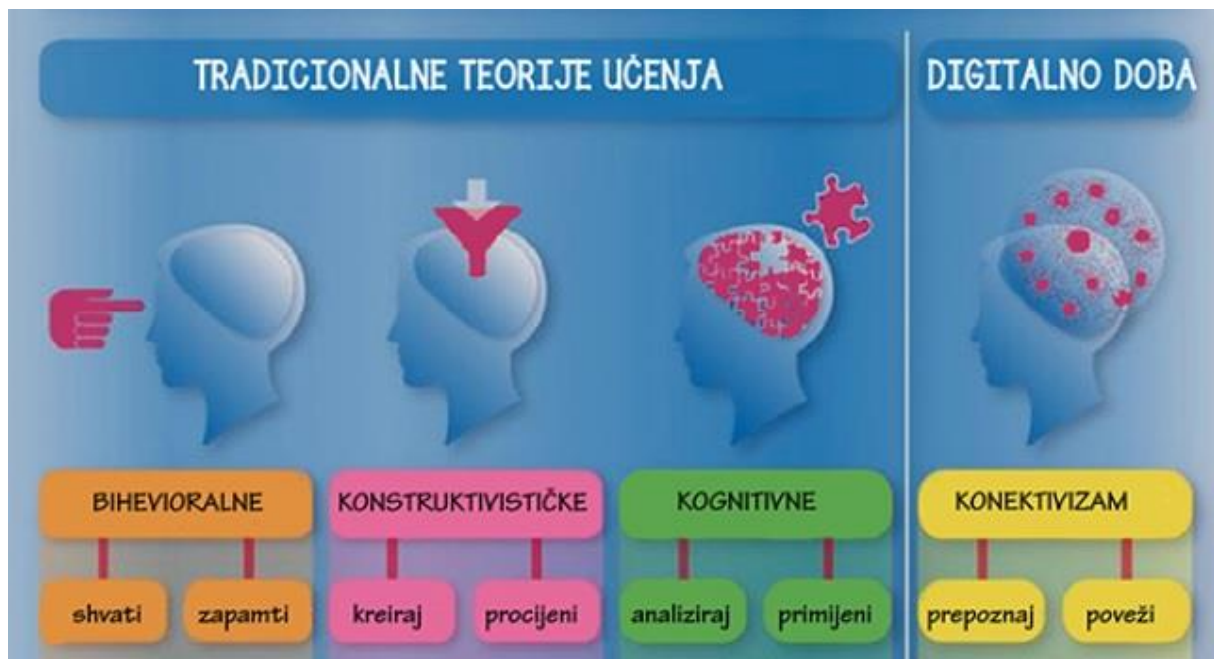 TRADICIONALNE TEORIJE UČENJA
DIGITALNO DOBA
BIHEVIORALNE
KONSTRUKTIVISTIČKE
KOGNITIVNE
KONEKTIVIZAM
shvati
zapamti
kreiraj
procijeni
analiziraj
primijeni
prepoznaj
poveži